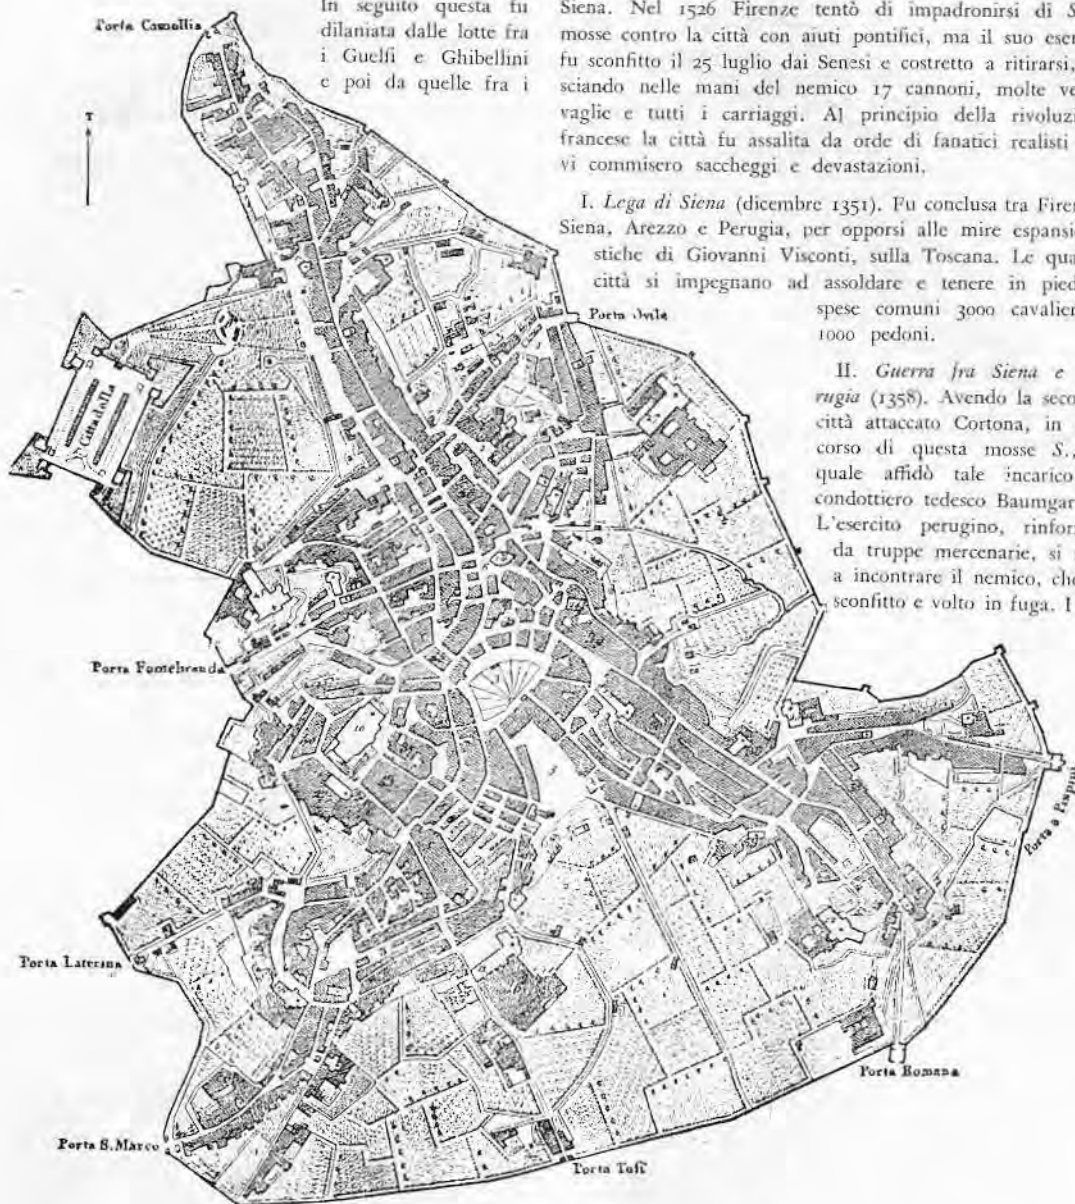 In seguito questa fu
dilaniata dalle lotte fra
i Guelfi e Ghibellini
e poi da quelle fra i
Siena. Nel 1526 Firenze tentò di impadronirsi di S
mosse contro la città con aiuti pontifici, ma il suo eser
fu sconfitto il 25 luglio dai Senesi e costretto a ritirarsi,
sciando nelle mani del nemico 17 cannoni, molte ve
vaglie e tutti i carriaggi. Al principio della rivoluzi
francese la città fu assalita da orde di fanatici realisti
vi commisero saccheggi e devastazioni.
I. Lega di Siena (dicembre 1351). Fu conclusa tra Firen
Siena, Arezzo e Perugia, per opporsi alle mire espansi
stiche di Giovanni Visconti, sulla Toscana. Le qua
città si impegnano ad assoldare e tenere in pied
spese comuni 3000 cavalier
1000 pedoni.
II. Guerra fra Siena e
rugia (1358). Avendo la seco
città attaccato Cortona, in
corso di questa mosse S.,
quale affidò tale incarico
condottiero tedesco Baumgar
L'esercito perugino, rinfor
da truppe mercenarie, si
a incontrare il nemico, che
sconfitto e volto in fuga. I
Porta Camollia
T
Porta Ovile
Cittadella
Porta Fontebranda
Porta a Pispini
Porta Laterina
Porta Romana
Porta S. Marco
Porta Tufi